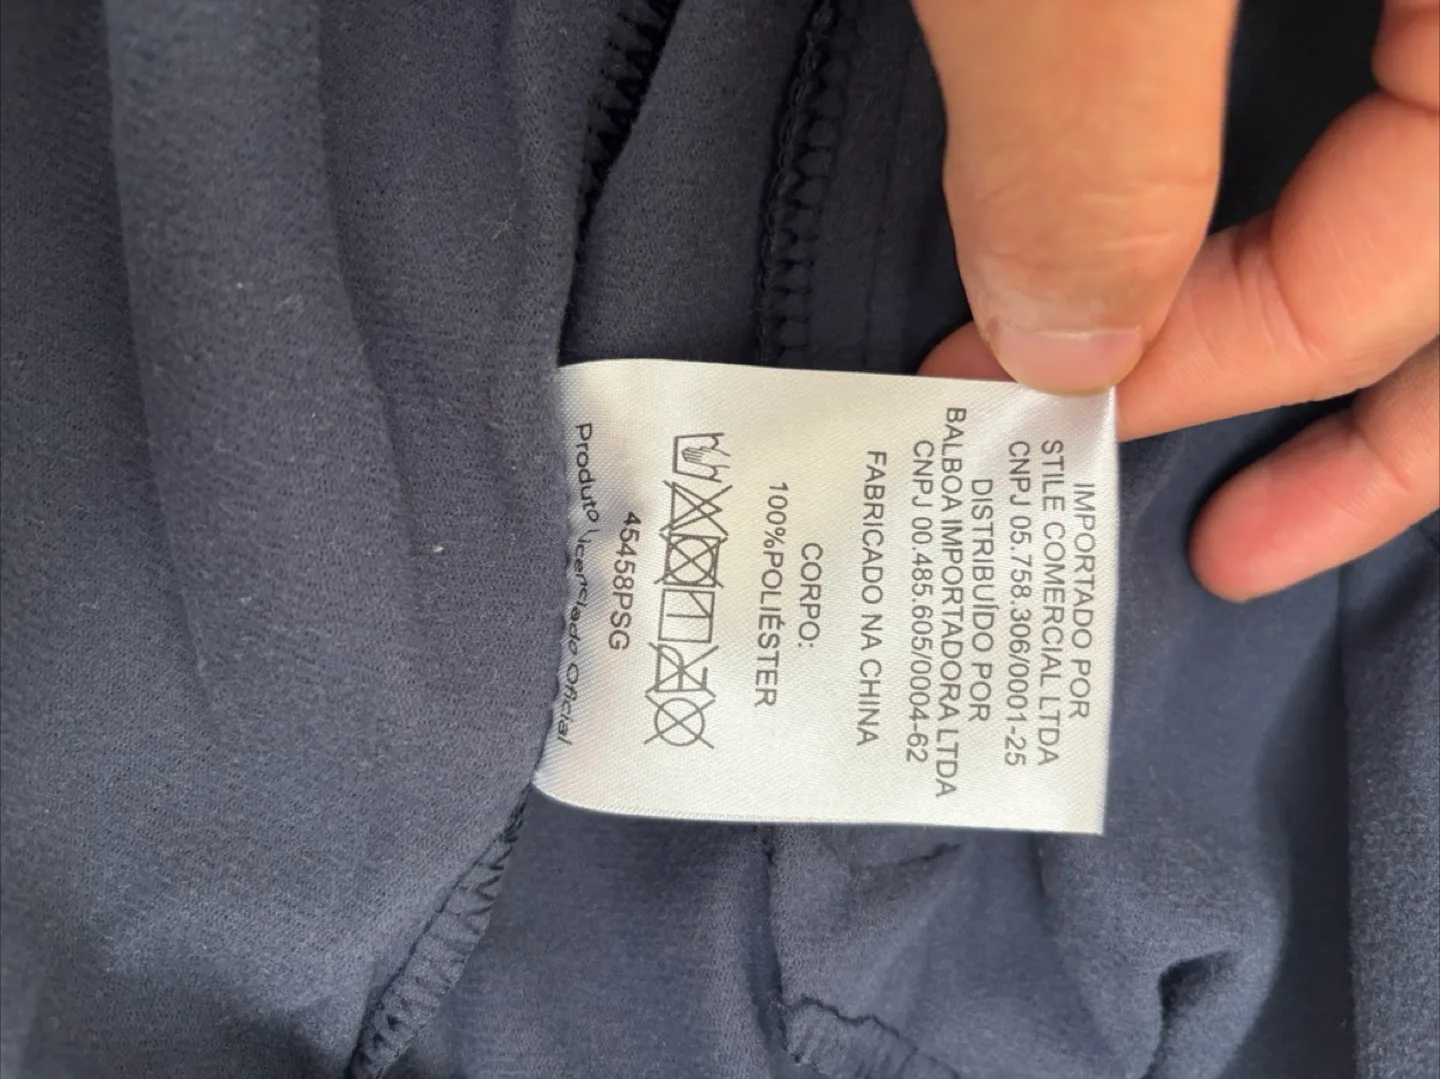 IMPORTADO POR
STILE COMERCIAL LTDA
CNPJ 05.758.306/0001-25
DISTRIBUÍDO POR
BALBOA IMPORTADORA LTDA
CNPJ 00.485.605/0004-62
FABRICADO NA CHINA
CORPO:
100%POLIÉSTER
45458PSG
Produto Licenciado Oficial